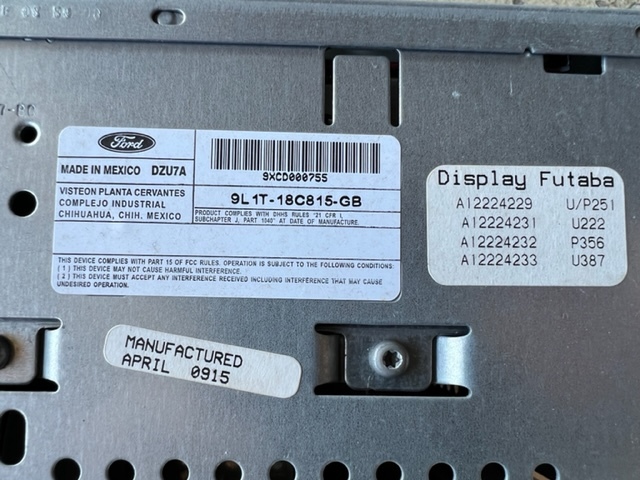 Ford
MADE IN MEXICO DZU7A
VISTEON PLANTA CERVANTES
COMPLEJO INDUSTRIAL
CHIHUAHUA, CHIH. MEXICO
9XCD000755
9L1T-18C815-GB
PRODUCT COMPLIES WITH DHHS RULES "21 CFR I,
SUBCHAPTER J, PART 1040" AT DATE OF MANUFACTURE.
THIS DEVICE COMPLIES WITH PART 15 OF FCC RULES. OPERATION IS SUBJECT TO THE FOLLOWING CONDITIONS:
( 1 ) THIS DEVICE MAY NOT CAUSE HARMFUL INTERFERENCE.
( 2 ) THIS DEVICE MUST ACCEPT ANY INTERFERENCE RECEIVED INCLUDING INTERFERENCE THAT MAY CAUSE
UNDESIRED OPERATION.
Display Futaba
A12224229 U/P251
A12224231 U222
A12224232 P356
A12224233 U387
MANUFACTURED
APRIL 0915